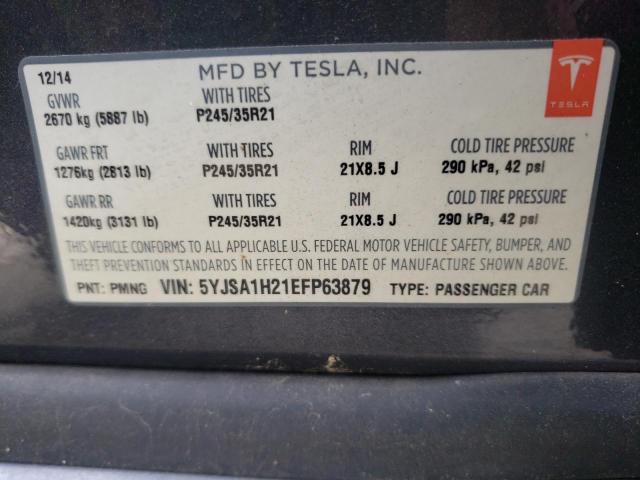 12/14 MFD BY TESLA, INC.
TESLA
GVWR WITH TIRES
2670 kg (5887 lb) P245/35R21
GAWR FRT WITH TIRES RIM COLD TIRE PRESSURE
1276kg (2813 lb) P245/35R21 21X8.5 J 290 kPa, 42 psi
GAWR RR WITH TIRES RIM COLD TIRE PRESSURE
1420kg (3131 lb) P245/35R21 21X8.5 J 290 kPa, 42 psi
THIS VEHICLE CONFORMS TO ALL APPLICABLE U.S. FEDERAL MOTOR VEHICLE SAFETY, BUMPER, AND
THEFT PREVENTION STANDARDS IN EFFECT ON THE DATE OF MANUFACTURE SHOWN ABOVE.
PNT: PMNG VIN: 5YJSA1H21EFP63879 TYPE: PASSENGER CAR